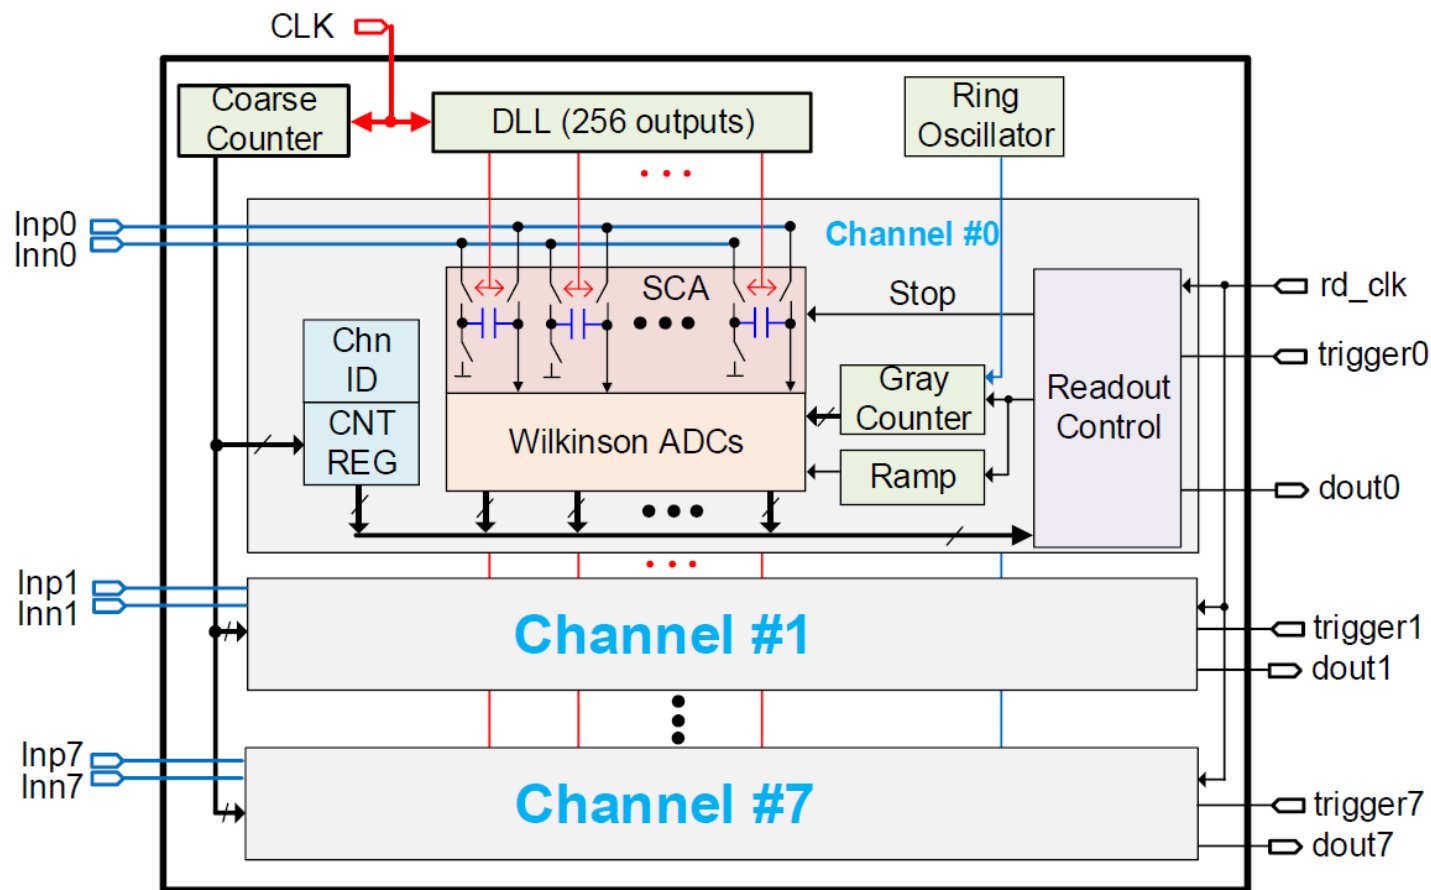 CLK
Coarse
Counter
DLL (256 outputs)
Ring
Oscillator
Inp0
Inn0
Channel #0
SCA
Stop
rd_clk
trigger0
Chn
ID
CNT
REG
Gray
Counter
Readout
Control
Wilkinson ADCs
Ramp
dout0
Inp1
Inn1
Channel #1
trigger1
dout1
Inp7
Inn7
Channel #7
trigger7
dout7